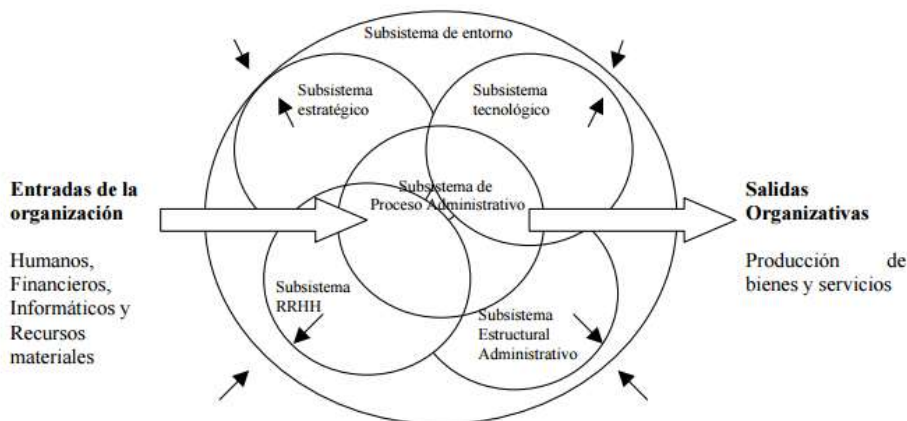 Subsistema de entorno
Subsistema
estratégico
Subsistema
tecnológico
Entradas de la
organización
Humanos,
Financieros,
Informáticos y
Recursos
materiales
Subsistema de
Proceso Administrativo
Salidas
Organizativas
Producción de
bienes y servicios
Subsistema
RRHH
Subsistema
Estructural
Administrativo